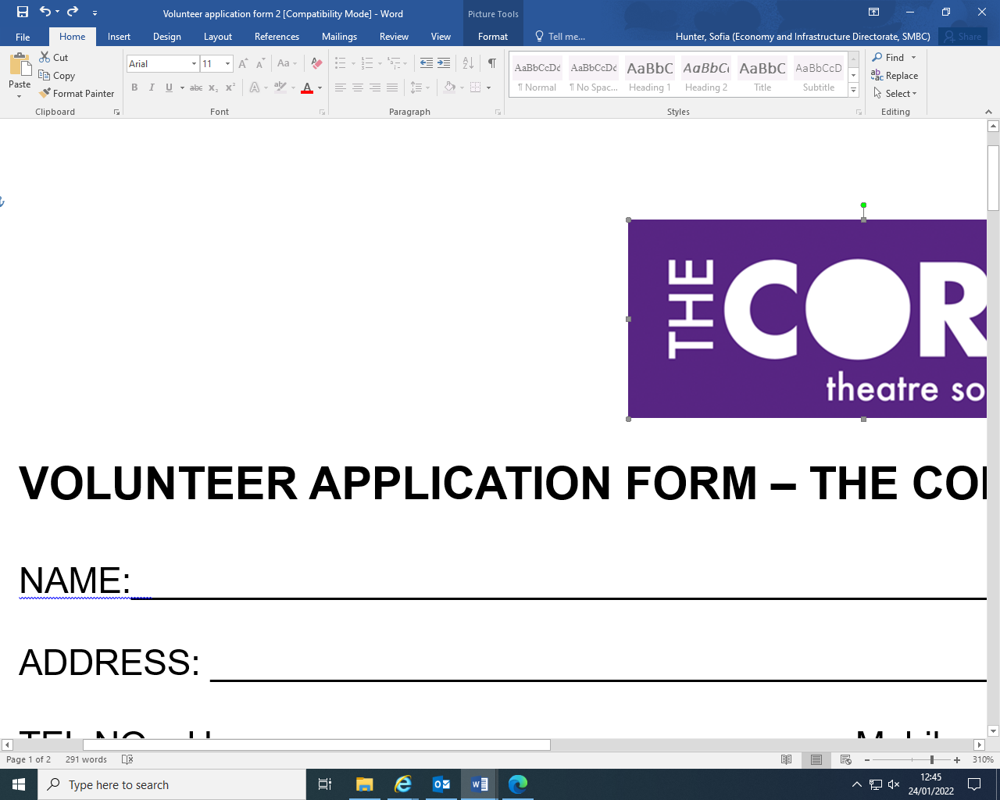 Volunteer application form 2 [Compatibility Mode] - Word
Picture Tools
File Home Insert Design Layout References Mailings Review View Format Tell me... Hunter, Sofia (Economy and Infrastructure Directorate, SMBC) Share
Paste
Cut
Copy
Format Painter
Clipboard
Arial 11
Font
Paragraph
AaBbCcDd AaBbCcDd AaBbC AaBbC AaBbC AaBbCcD
¶ Normal ¶ No Spac... Heading 1 Heading 2 Title Subtitle
Styles
Find
Replace
Select
Editing
THE COR
theatre so
VOLUNTEER APPLICATION FORM – THE CO
NAME:
ADDRESS:
Page 1 of 2 291 words 310%
Type here to search
12:45
24/01/2022